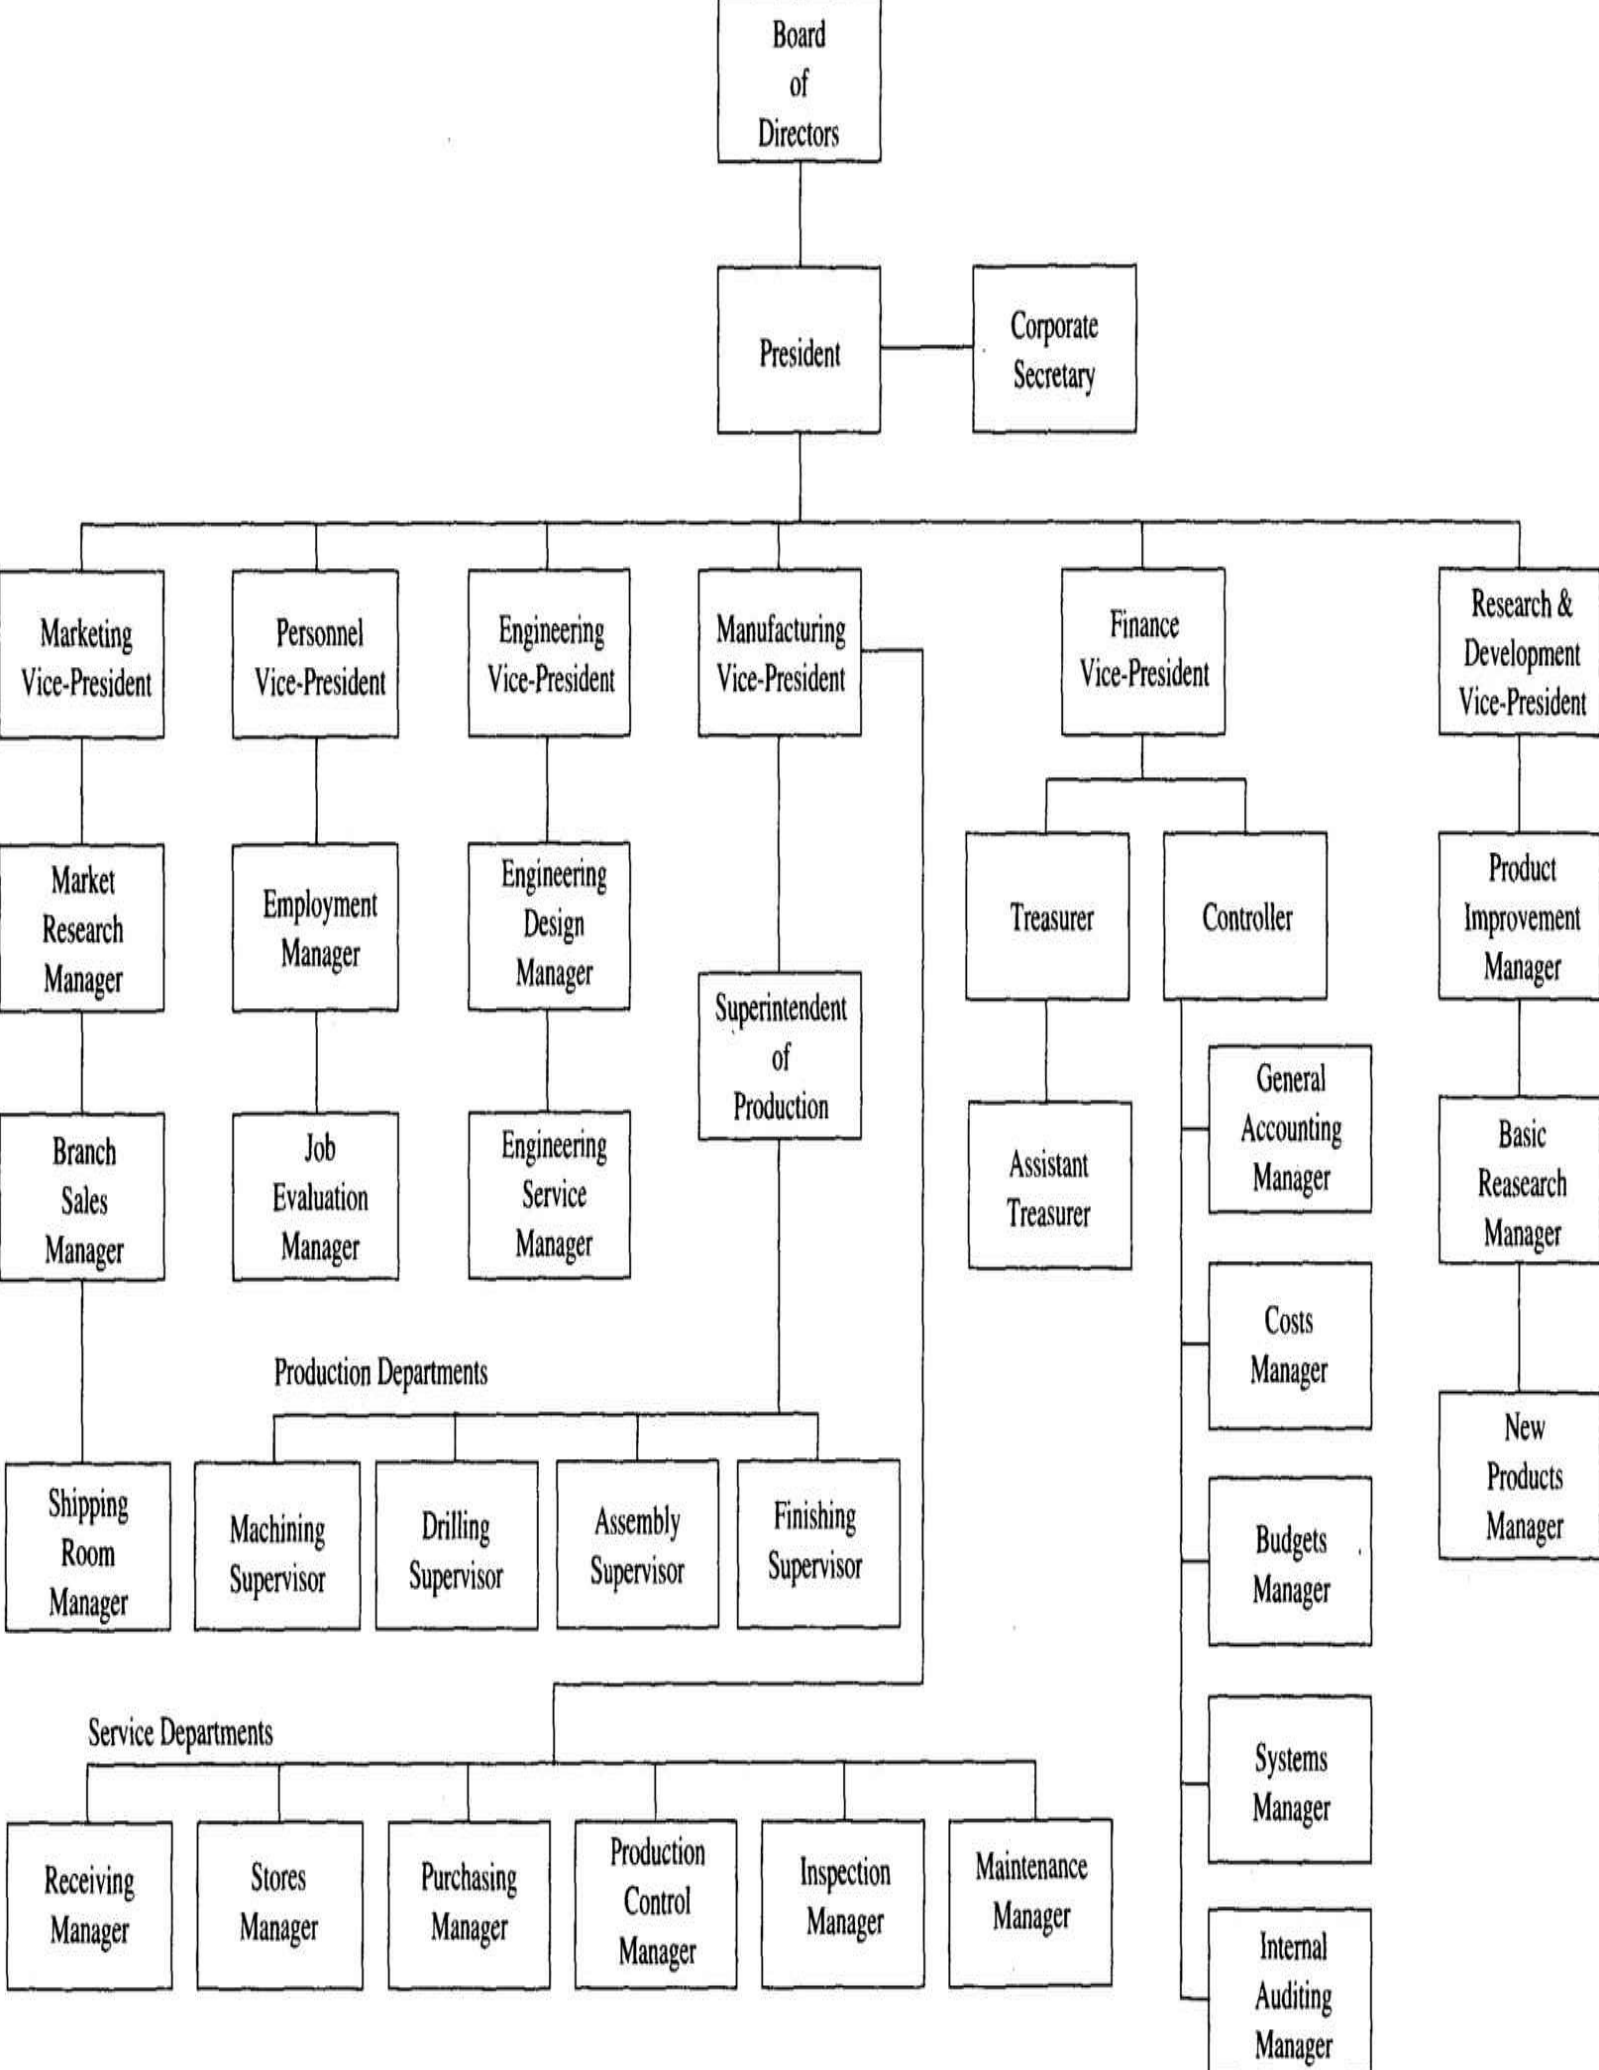 Board
of
Directors
President
Corporate
Secretary
Marketing
Vice-President
Personnel
Vice-President
Engineering
Vice-President
Manufacturing
Vice-President
Finance
Vice-President
Research &
Development
Vice-President
Market
Research
Manager
Employment
Manager
Engineering
Design
Manager
Superintendent
of
Production
Treasurer
Controller
Product
Improvement
Manager
Branch
Sales
Manager
Job
Evaluation
Manager
Engineering
Service
Manager
Assistant
Treasurer
General
Accounting
Manager
Basic
Reasearch
Manager
Costs
Manager
Production Departments
Shipping
Room
Manager
Machining
Supervisor
Drilling
Supervisor
Assembly
Supervisor
Finishing
Supervisor
Budgets
Manager
New
Products
Manager
Service Departments
Systems
Manager
Receiving
Manager
Stores
Manager
Purchasing
Manager
Production
Control
Manager
Inspection
Manager
Maintenance
Manager
Internal
Auditing
Manager